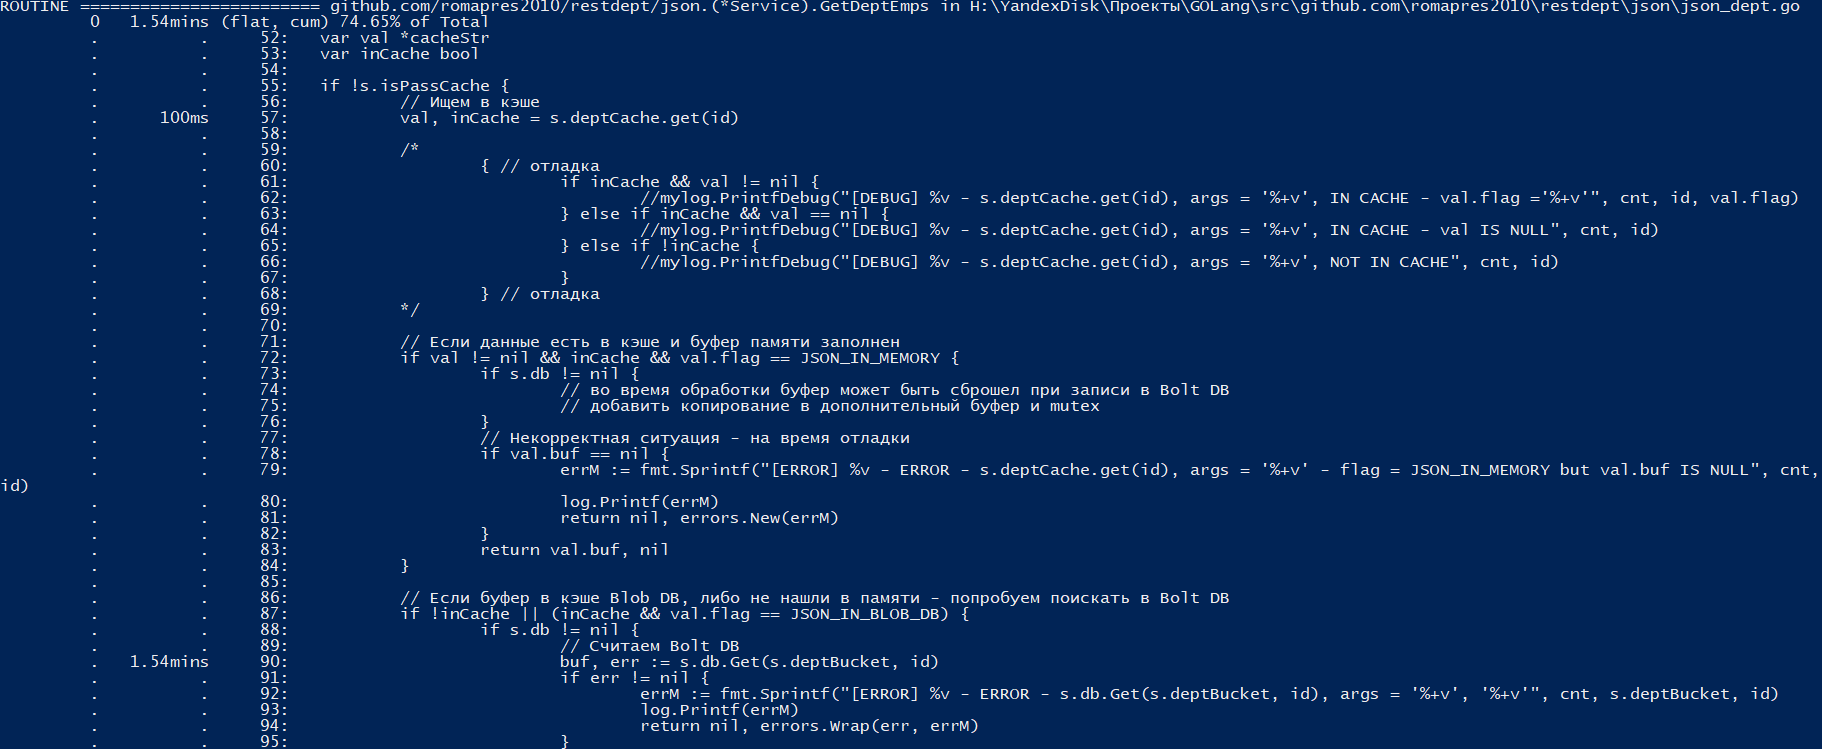 ROUTINE ======================== github.com/romapres2010/restdept/json.(*Service).GetDeptEmps in H:\YandexDisk\Проекты\GOLang\src\github.com\romapres2010\restdept\json\json_dept.go
0   1.54mins (flat, cum) 74.65% of Total
.          .     52:   var val *cacheStr
.          .     53:   var inCache bool
.          .     54:
.          .     55:   if !s.isPassCache {
.          .     56:           // Ищем в кэше
.      100ms     57:           val, inCache = s.deptCache.get(id)
.          .     58:
.          .     59:           /*
.          .     60:                   { // отладка
.          .     61:                           if inCache && val != nil {
.          .     62:                                   //mylog.PrintfDebug("[DEBUG] %v - s.deptCache.get(id), args = '%+v', IN CACHE - val.flag ='%+v'", cnt, id, val.flag)
.          .     63:                           } else if inCache && val == nil {
.          .     64:                                   //mylog.PrintfDebug("[DEBUG] %v - s.deptCache.get(id), args = '%+v', IN CACHE - val IS NULL", cnt, id)
.          .     65:                           } else if !inCache {
.          .     66:                                   //mylog.PrintfDebug("[DEBUG] %v - s.deptCache.get(id), args = '%+v', NOT IN CACHE", cnt, id)
.          .     67:                           }
.          .     68:                   } // отладка
.          .     69:           */
.          .     70:
.          .     71:           // Если данные есть в кэше и буфер памяти заполнен
.          .     72:           if val != nil && inCache && val.flag == JSON_IN_MEMORY {
.          .     73:                   if s.db != nil {
.          .     74:                           // во время обработки буфер может быть сброшел при записи в Bolt DB
.          .     75:                           // добавить копирование в дополнительный буфер и mutex
.          .     76:                   }
.          .     77:                   // Некорректная ситуация - на время отладки
.          .     78:                   if val.buf == nil {
.          .     79:                           errM := fmt.Sprintf("[ERROR] %v - ERROR - s.deptCache.get(id), args = '%+v' - flag = JSON_IN_MEMORY but val.buf IS NULL", cnt,
id)
.          .     80:                           log.Printf(errM)
.          .     81:                           return nil, errors.New(errM)
.          .     82:                   }
.          .     83:                   return val.buf, nil
.          .     84:           }
.          .     85:
.          .     86:           // Если буфер в кэше Blob DB, либо не нашли в памяти - попробуем поискать в Bolt DB
.          .     87:           if !inCache || (inCache && val.flag == JSON_IN_BLOB_DB) {
.          .     88:                   if s.db != nil {
.          .     89:                           // Считаем Bolt DB
.   1.54mins     90:                           buf, err := s.db.Get(s.deptBucket, id)
.          .     91:                           if err != nil {
.          .     92:                                   errM := fmt.Sprintf("[ERROR] %v - ERROR - s.db.Get(s.deptBucket, id), args = '%+v', '%+v'", cnt, s.deptBucket, id)
.          .     93:                                   log.Printf(errM)
.          .     94:                                   return nil, errors.Wrap(err, errM)
.          .     95:                           }